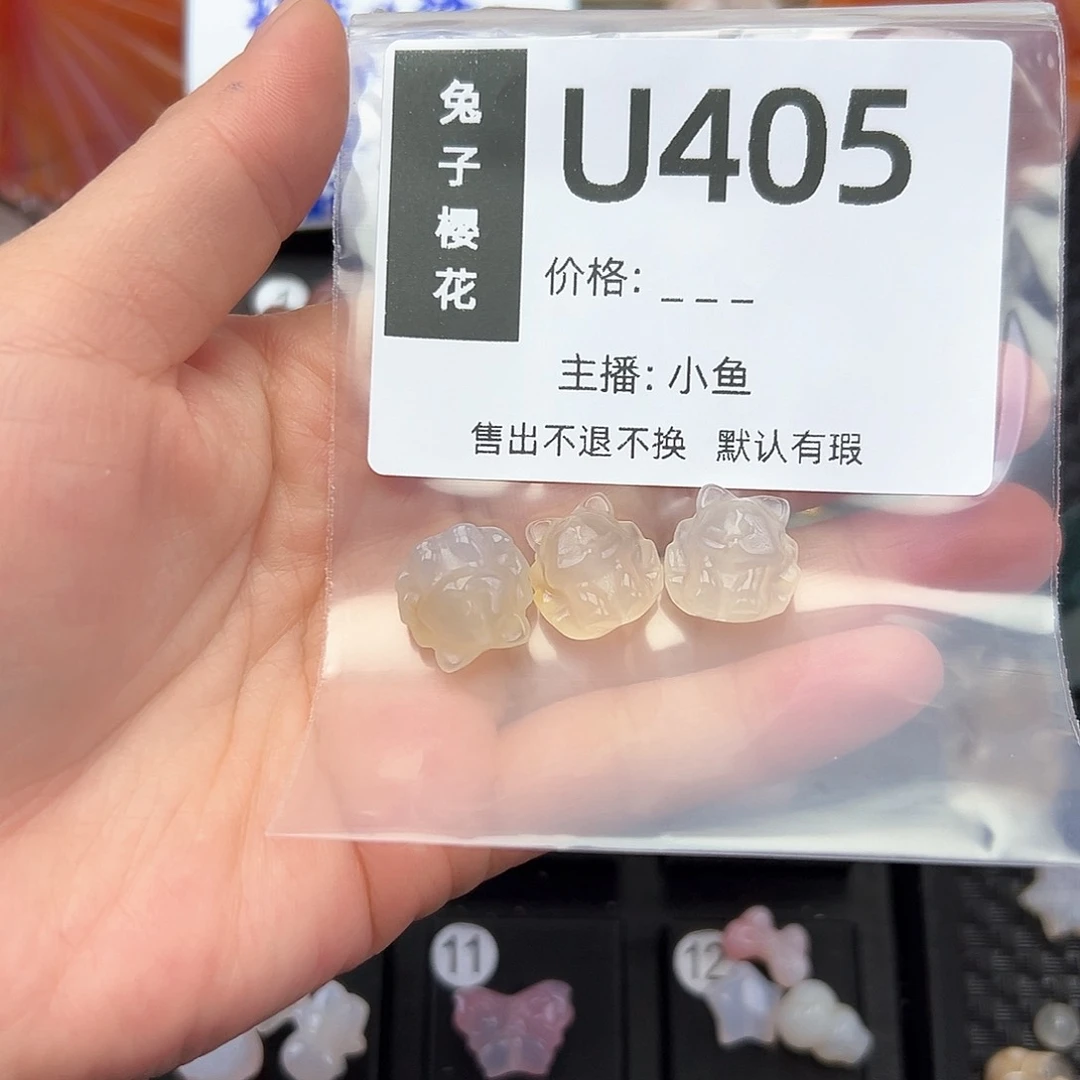 兔子樱花
U405
价格: _ _ _
主播: 小鱼
售出不退不换 默认有瑕
11
12